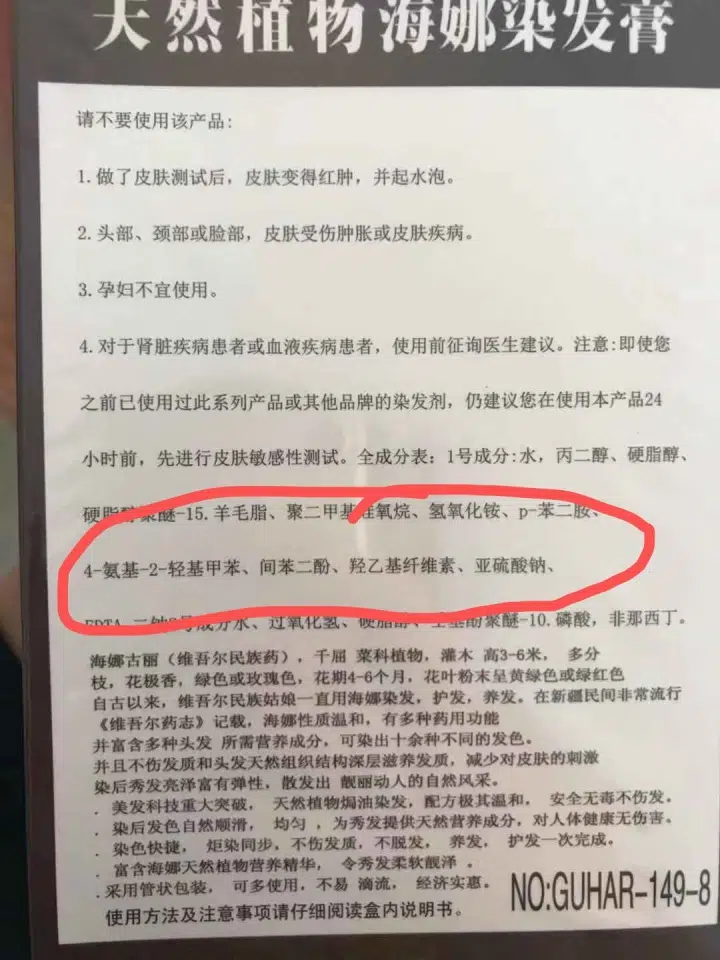 天然植物海娜染发膏
请不要使用该产品:
1.做了皮肤测试后，皮肤变得红肿，并起水泡。
2.头部、颈部或脸部，皮肤受伤肿胀或皮肤疾病。
3.孕妇不宜使用。
4.对于肾脏疾病患者或血液疾病患者，使用前征询医生建议。注意:即使您
之前已使用过此系列产品或其他品牌的染发剂，仍建议您在使用本产品24
小时前，先进行皮肤敏感性测试。全成分表：1号成分:水，丙二醇、硬脂醇、
硬脂醇聚醚-15.羊毛脂、聚二甲基硅氧烷、氢氧化铵、p-苯二胺、
4-氨基-2-轻基甲苯、间苯二酚、羟乙基纤维素、亚硫酸钠、
EDTA 二钠2号成分水、过氧化氢、硬脂醇、壬基酚聚醚-10.磷酸，非那西丁。
海娜古丽（维吾尔民族药），千屈 菜科植物，灌木 高3-6米， 多分
枝，花极香，绿色或玫瑰色，花期4-6个月，花叶粉末呈黄绿色或绿红色
自古以来，维吾尔民族姑娘一直用海娜染发，护发，养发。在新疆民间非常流行
《维吾尔药志》记载，海娜性质温和，有多种药用功能
并富含多种头发 所需营养成分，可染出十余种不同的发色。
并且不伤发质和头发天然组织结构深层滋养发质，减少对皮肤的刺激
染后秀发亮泽富有弹性，散发出 靓丽动人的自然风采。
. 美发科技重大突破， 天然植物焗油染发，配方极其温和， 安全无毒不伤发。
. 染后发色自然顺滑， 均匀 ，为秀发提供天然营养成分，对人体健康无伤害。
. 染色快捷， 炬染同步，不伤发质，不脱发， 养发， 护发一次完成。
. 富含海娜天然植物营养精华， 令秀发柔软靓泽 。
.采用管状包装， 可多使用，不易 滴流， 经济实惠。
使用方法及注意事项请仔细阅读盒内说明书。
NO:GUHAR-149-8